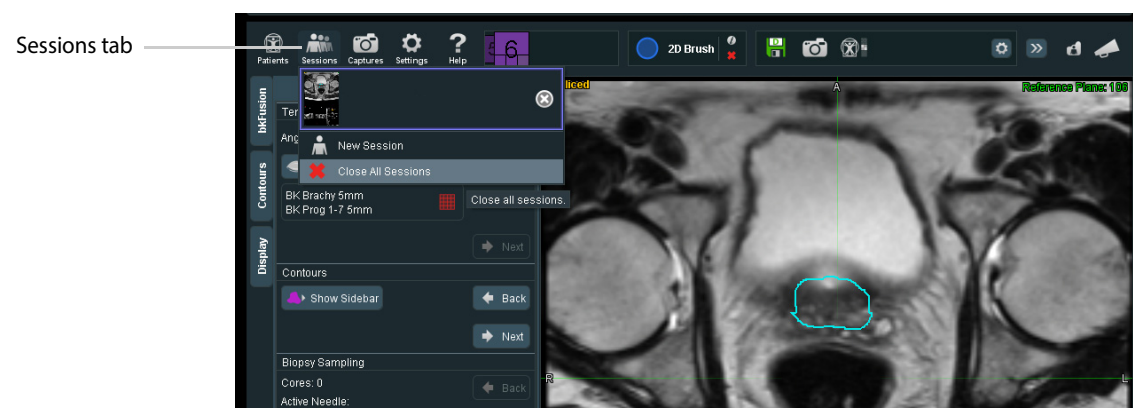 Sessions tab
Patients Sessions Captures Settings Help
6
2D Brush
liced
A
Reference Plane: 106
bkFusion
Ter
Ang
New Session
Close All Sessions
Close all sessions.
Contours
BK Brachy 5mm
BK Prog 1-7 5mm
Display
Next
Contours
Show Sidebar
Back
Next
Biopsy Sampling
Cores: 0
Back
Active Needle:
R
L